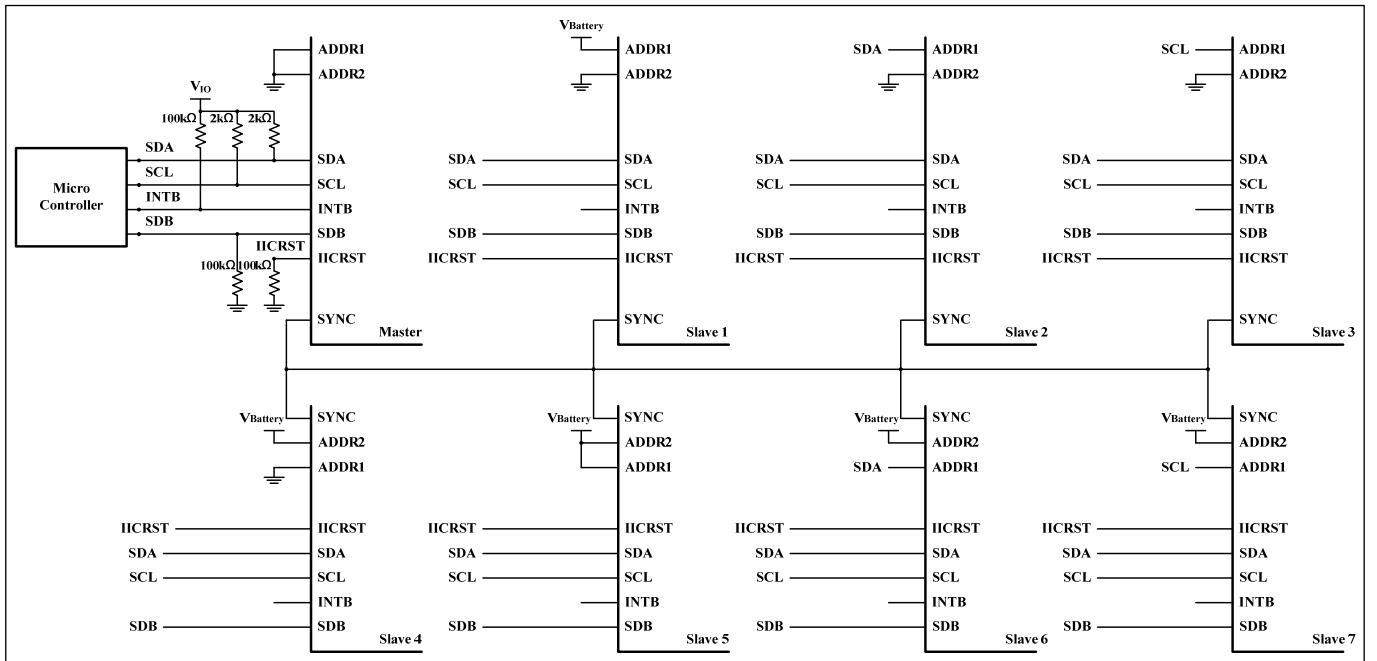 VBattery
ADDR1 ADDR1 SDA ADDR1 SCL ADDR1
ADDR2 ADDR2 ADDR2 ADDR2
VIO
100kΩ 2kΩ 2kΩ
SDA SDA SDA SDA SDA SDA SDA SDA
SCL SCL SCL SCL SCL SCL SCL SCL
Micro
Controller
INTB INTB INTB INTB INTB
SDB SDB SDB SDB SDB SDB SDB SDB
IICRST IICRST IICRST IICRST IICRST IICRST IICRST IICRST
100kΩ 100kΩ
SYNC SYNC SYNC SYNC
Master Slave 1 Slave 2 Slave 3
VBattery SYNC VBattery SYNC VBattery SYNC VBattery SYNC
ADDR2 ADDR2 ADDR2 ADDR2
ADDR1 ADDR1 SDA ADDR1 SCL ADDR1
IICRST IICRST IICRST IICRST IICRST IICRST IICRST IICRST
SDA SDA SDA SDA SDA SDA SDA SDA
SCL SCL SCL SCL SCL SCL SCL SCL
INTB INTB INTB INTB
SDB SDB SDB SDB SDB SDB SDB SDB
Slave 4 Slave 5 Slave 6 Slave 7